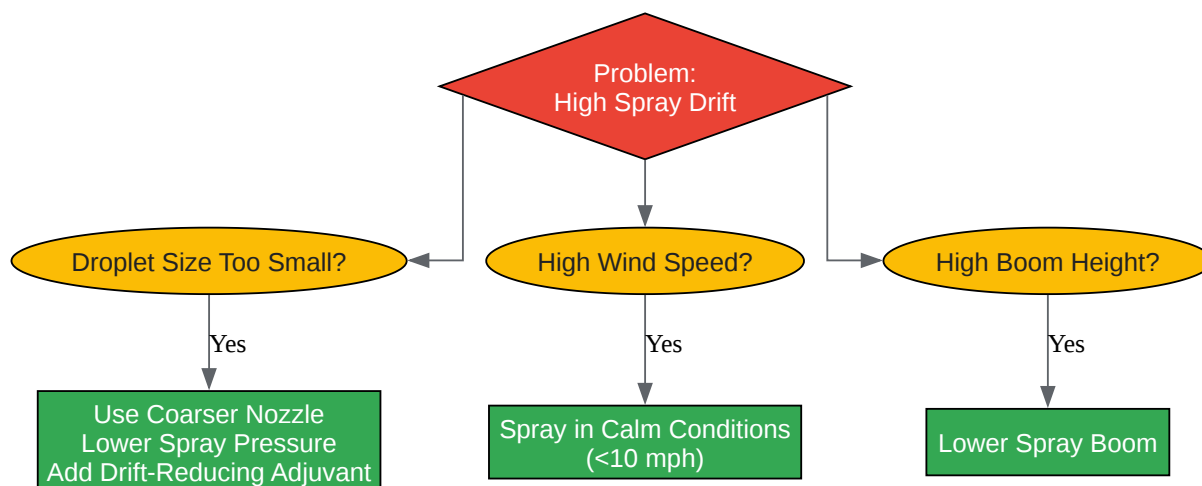 Problem:
High Spray Drift
Droplet Size Too Small?
High Wind Speed?
High Boom Height?
Yes
Yes
Yes
Use Coarser Nozzle
Lower Spray Pressure
Add Drift-Reducing Adjuvant
Spray in Calm Conditions
(<10 mph)
Lower Spray Boom